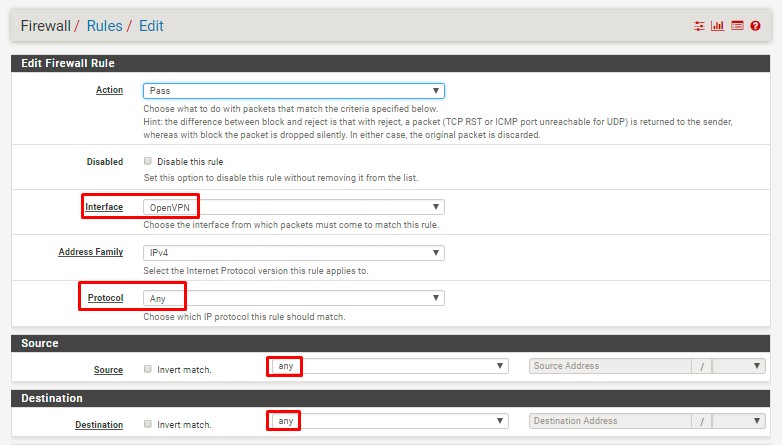 Firewall / Rules / Edit
Edit Firewall Rule
Action Pass
Choose what to do with packets that match the criteria specified below.
Hint: the difference between block and reject is that with reject, a packet (TCP RST or ICMP port unreachable for UDP) is returned to the sender,
whereas with block the packet is dropped silently. In either case, the original packet is discarded.
Disabled Disable this rule
Set this option to disable this rule without removing it from the list.
Interface OpenVPN
Choose the interface from which packets must come to match this rule.
Address Family IPv4
Select the Internet Protocol version this rule applies to.
Protocol Any
Choose which IP protocol this rule should match.
Source
Source Invert match. any Source Address /
Destination
Destination Invert match. any Destination Address /